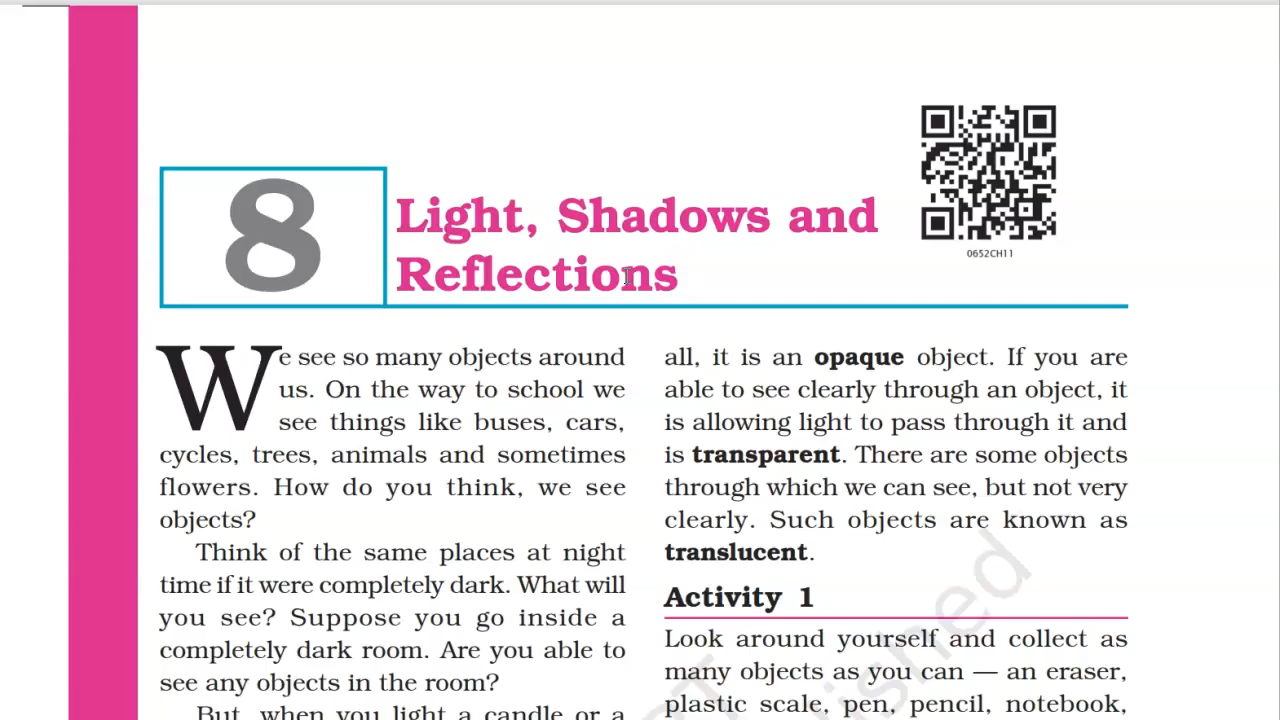 8
Light, Shadows and
Reflections
0652CH11
We see so many objects around
us. On the way to school we
see things like buses, cars,
cycles, trees, animals and sometimes
flowers. How do you think, we see
objects?
Think of the same places at night
time if it were completely dark. What will
you see? Suppose you go inside a
completely dark room. Are you able to
see any objects in the room?
But, when you light a candle or a
all, it is an opaque object. If you are
able to see clearly through an object, it
is allowing light to pass through it and
is transparent. There are some objects
through which we can see, but not very
clearly. Such objects are known as
translucent.
Activity 1
Look around yourself and collect as
many objects as you can — an eraser,
plastic scale, pen, pencil, notebook,